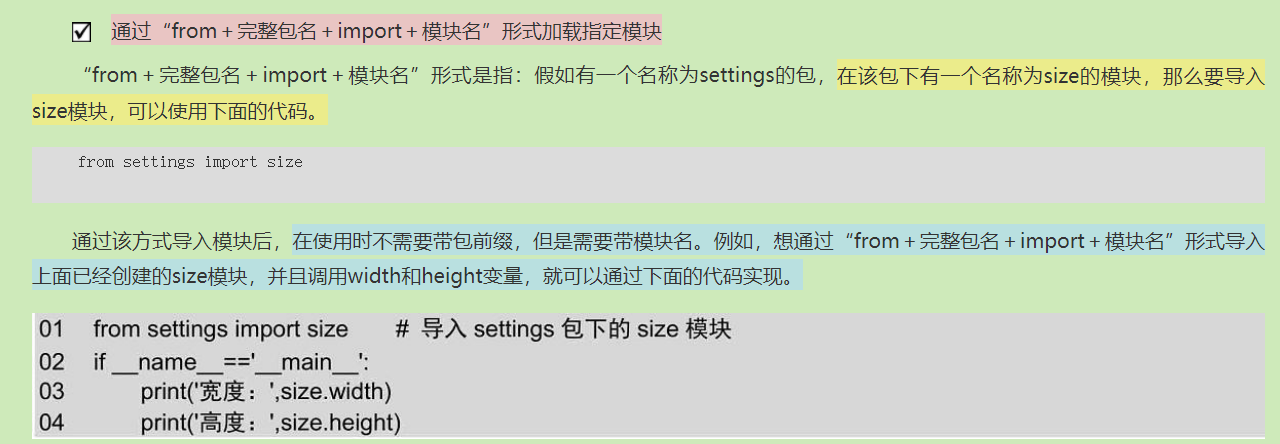 通过“from＋完整包名＋import＋模块名”形式加载指定模块
“from＋完整包名＋import＋模块名”形式是指：假如有一个名称为settings的包，在该包下有一个名称为size的模块，那么要导入
size模块，可以使用下面的代码。
from settings import size
通过该方式导入模块后，在使用时不需要带包前缀，但是需要带模块名。例如，想通过“from＋完整包名＋import＋模块名”形式导入
上面已经创建的size模块，并且调用width和height变量，就可以通过下面的代码实现。
01 from settings import size # 导入 settings 包下的 size 模块
02 if __name__=='__main__':
03 print('宽度：',size.width)
04 print('高度：',size.height)